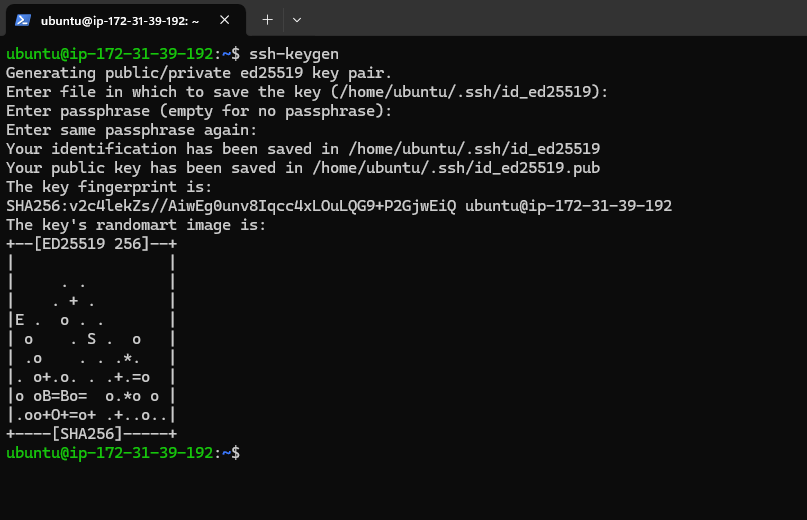 ubuntu@ip-172-31-39-192: ~
ubuntu@ip-172-31-39-192:~$ ssh-keygen
Generating public/private ed25519 key pair.
Enter file in which to save the key (/home/ubuntu/.ssh/id_ed25519):
Enter passphrase (empty for no passphrase):
Enter same passphrase again:
Your identification has been saved in /home/ubuntu/.ssh/id_ed25519
Your public key has been saved in /home/ubuntu/.ssh/id_ed25519.pub
The key fingerprint is:
SHA256:v2c4lekZs//AiwEg0unv8Iqcc4xLOuLQG9+P2GjwEiQ ubuntu@ip-172-31-39-192
The key's randomart image is:
+--[ED25519 256]--+
|                 |
|     . .         |
|    . + .        |
|E .  o . .       |
| o    . S .  o   |
| .o    . . .*.   |
|. o+.o. . .+.=o  |
|o oB=Bo=  o.*o o |
|.oo+O+=o+ .+..o..|
+----[SHA256]-----+
ubuntu@ip-172-31-39-192:~$